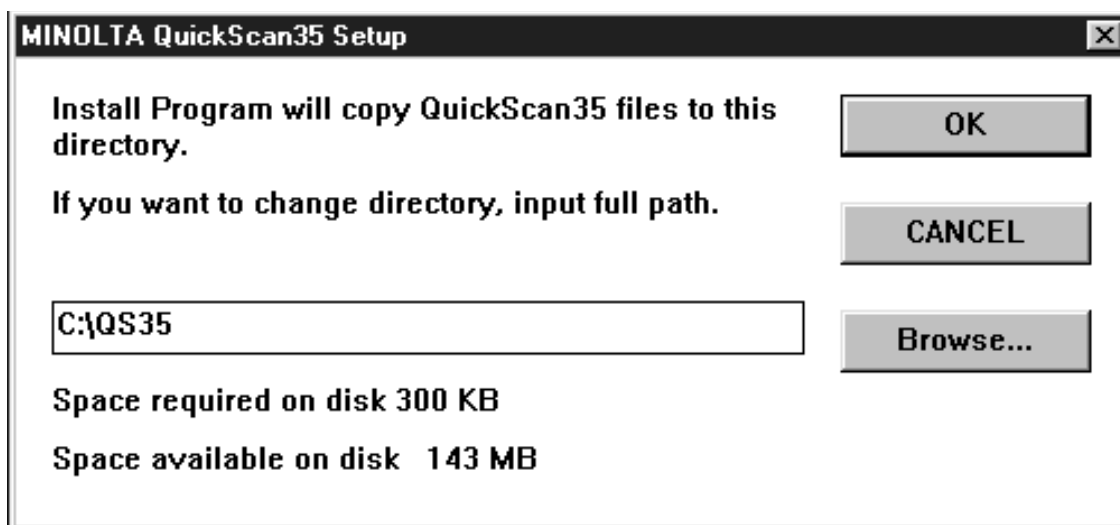 MINOLTA QuickScan35 Setup
Install Program will copy QuickScan35 files to this
directory.
If you want to change directory, input full path.
C:\QS35
Space required on disk 300 KB
Space available on disk 143 MB
OK
CANCEL
Browse...